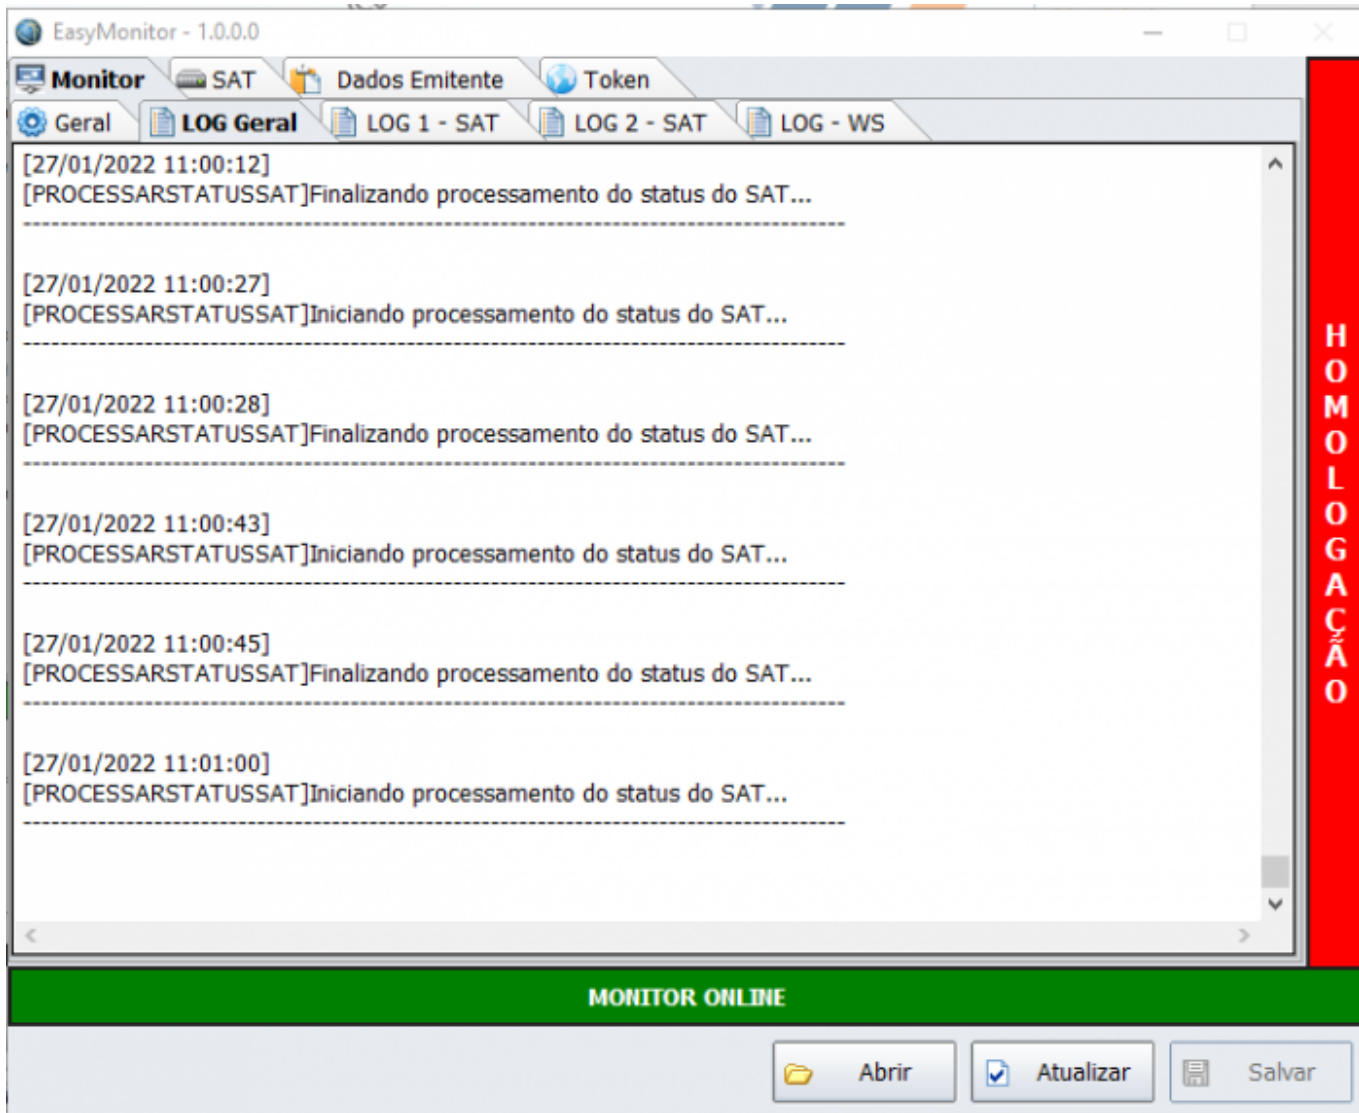 EasyMonitor - 1.0.0.0
Monitor SAT Dados Emitente Token
Geral LOG Geral LOG 1 - SAT LOG 2 - SAT LOG - WS
[27/01/2022 11:00:12]
[PROCESSARSTATUSSAT]Finalizando processamento do status do SAT...
--------------------------------------------------------------------------------
[27/01/2022 11:00:27]
[PROCESSARSTATUSSAT]Iniciando processamento do status do SAT...
--------------------------------------------------------------------------------
[27/01/2022 11:00:28]
[PROCESSARSTATUSSAT]Finalizando processamento do status do SAT...
--------------------------------------------------------------------------------
[27/01/2022 11:00:43]
[PROCESSARSTATUSSAT]Iniciando processamento do status do SAT...
--------------------------------------------------------------------------------
[27/01/2022 11:00:45]
[PROCESSARSTATUSSAT]Finalizando processamento do status do SAT...
--------------------------------------------------------------------------------
[27/01/2022 11:01:00]
[PROCESSARSTATUSSAT]Iniciando processamento do status do SAT...
--------------------------------------------------------------------------------
HOMOLOGAÇÃO
MONITOR ONLINE
Abrir Atualizar Salvar